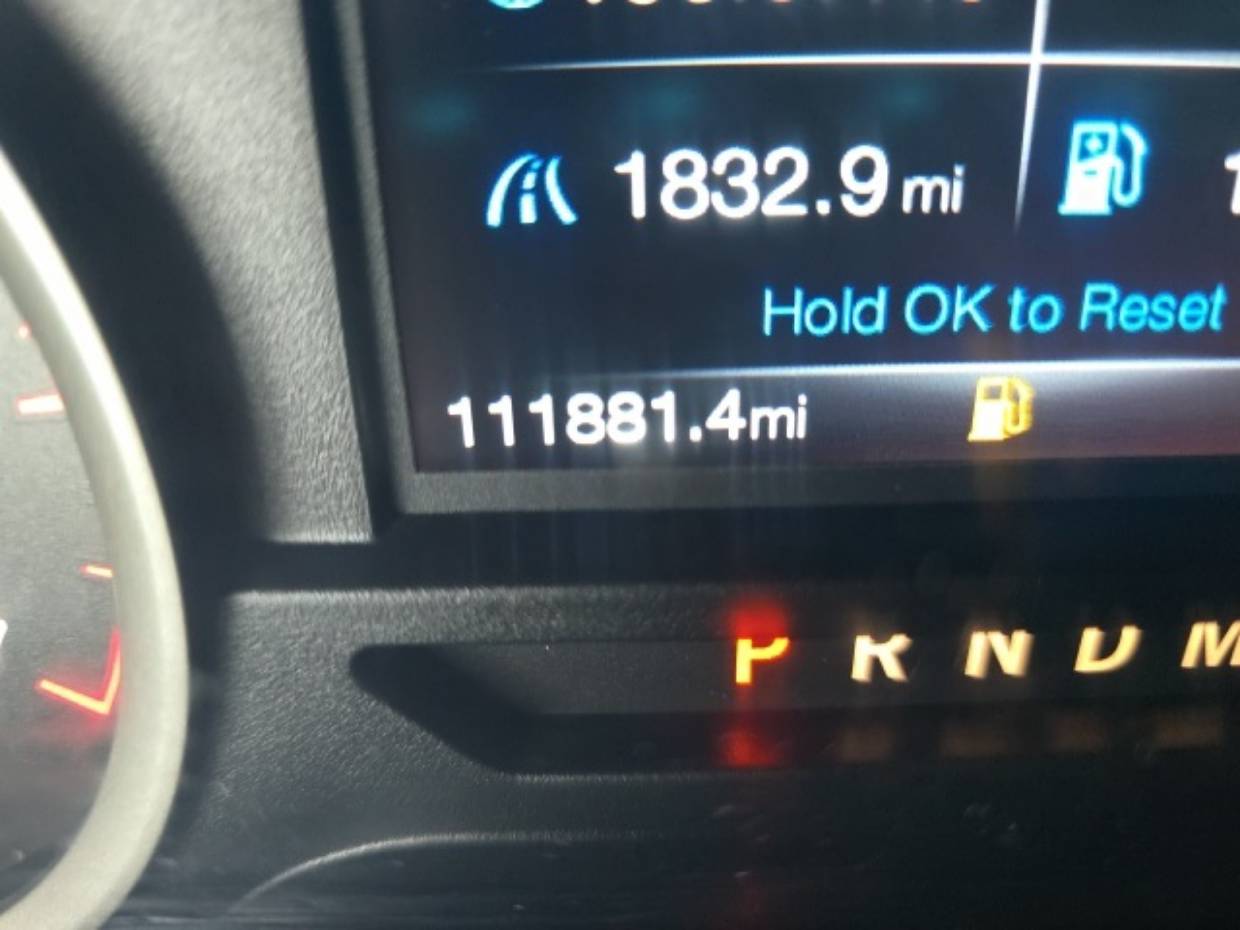 1832.9 mi
Hold OK to Reset
111881.4mi
P R N D M